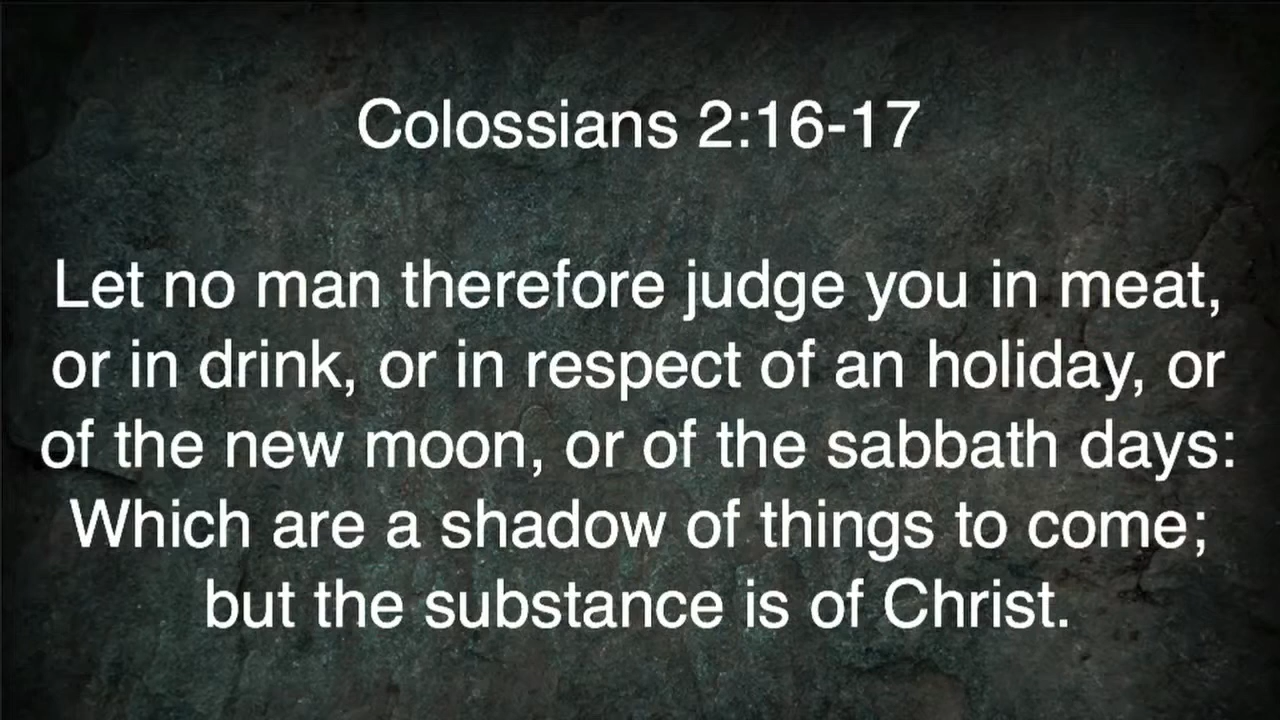 Colossians 2:16-17
Let no man therefore judge you in meat,
or in drink, or in respect of an holiday, or
of the new moon, or of the sabbath days:
Which are a shadow of things to come;
but the substance is of Christ.